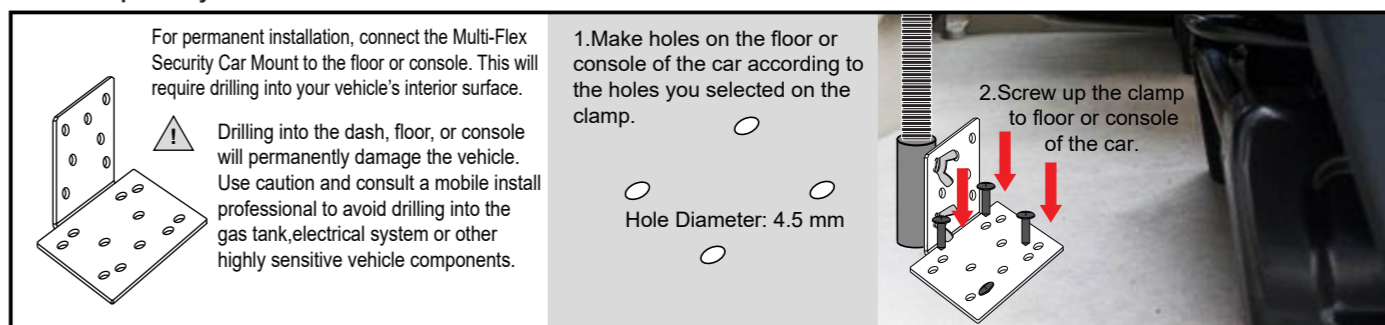 For permanent installation, connect the Multi-Flex
Security Car Mount to the floor or console. This will
require drilling into your vehicle's interior surface.
!
Drilling into the dash, floor, or console
will permanently damage the vehicle.
Use caution and consult a mobile install
professional to avoid drilling into the
gas tank,electrical system or other
highly sensitive vehicle components.
1.Make holes on the floor or
console of the car according to
the holes you selected on the
clamp.
Hole Diameter: 4.5 mm
2.Screw up the clamp
to floor or console
of the car.